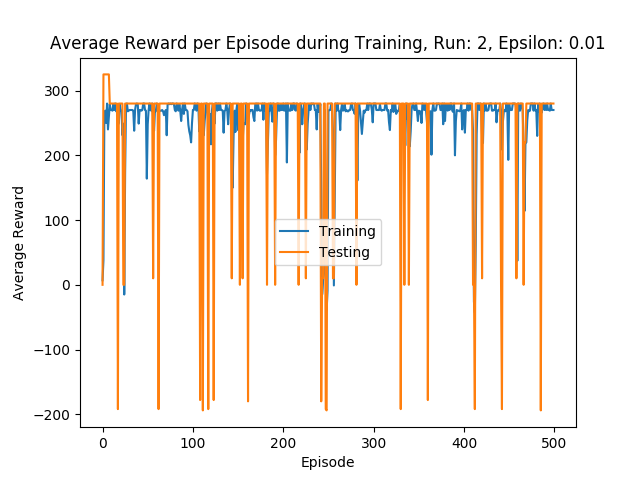 Average Reward per Episode during Training, Run: 2, Epsilon: 0.01
Average Reward
300
200
100
0
−100
−200
Training
Testing
0
100
200
300
400
500
Episode